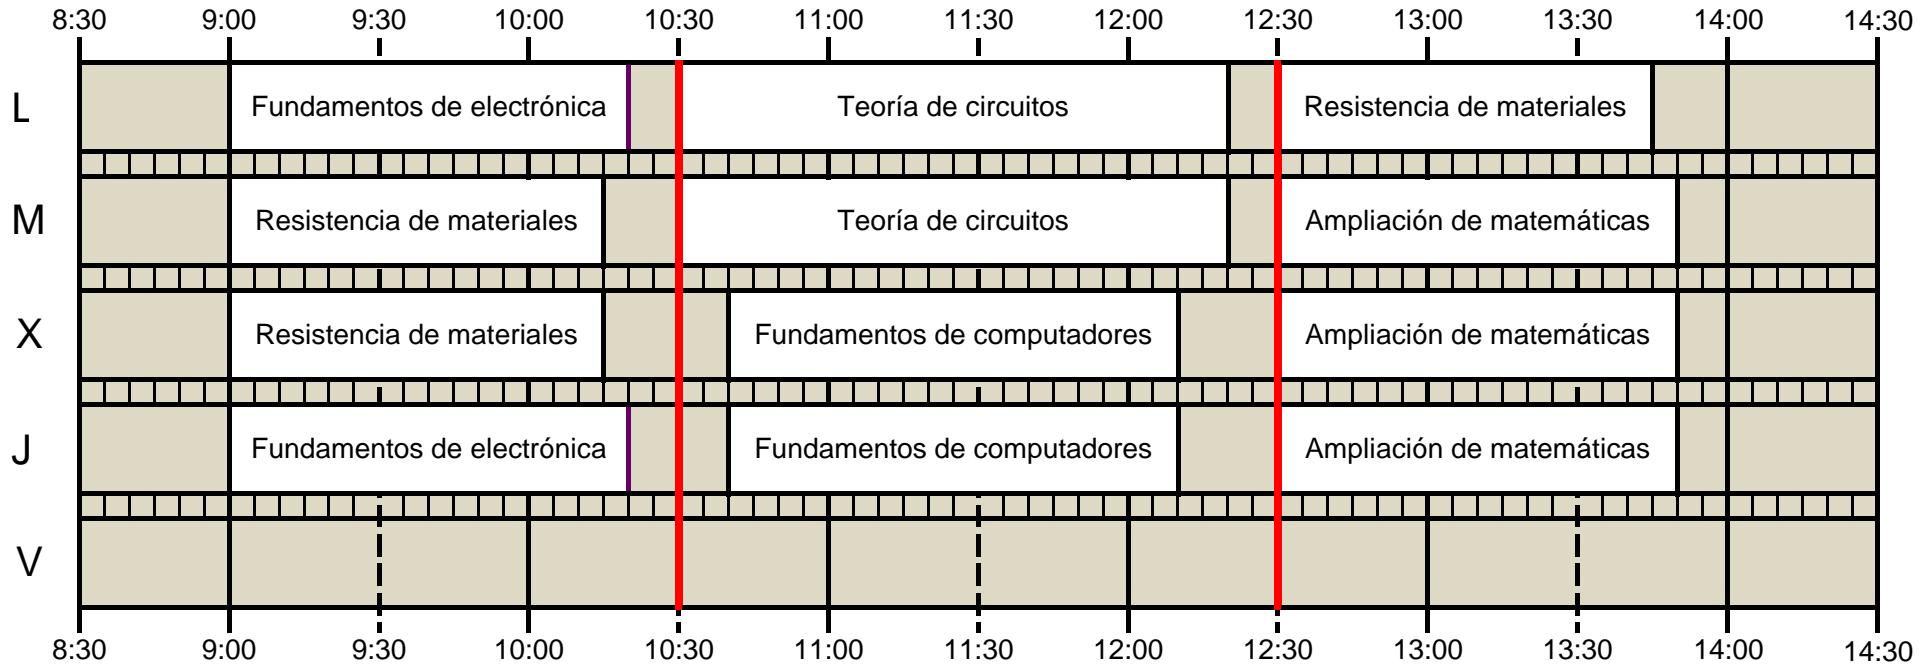 8:30 9:00 9:30 10:00 10:30 11:00 11:30 12:00 12:30 13:00 13:30 14:00 14:30
L Fundamentos de electrónica Teoría de circuitos Resistencia de materiales
M Resistencia de materiales Teoría de circuitos Ampliación de matemáticas
X Resistencia de materiales Fundamentos de computadores Ampliación de matemáticas
J Fundamentos de electrónica Fundamentos de computadores Ampliación de matemáticas
V
8:30 9:00 9:30 10:00 10:30 11:00 11:30 12:00 12:30 13:00 13:30 14:00 14:30